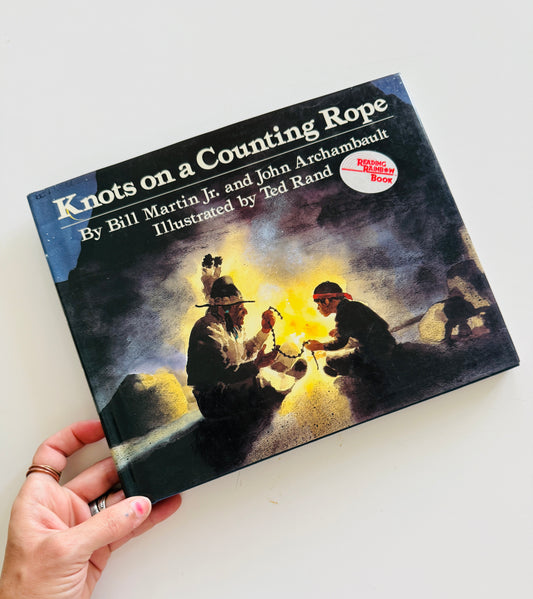 Knots on a Counting Rope
By Bill Martin Jr. and John Archambault
Illustrated by Ted Rand
READING
RAINBOW
BOOK